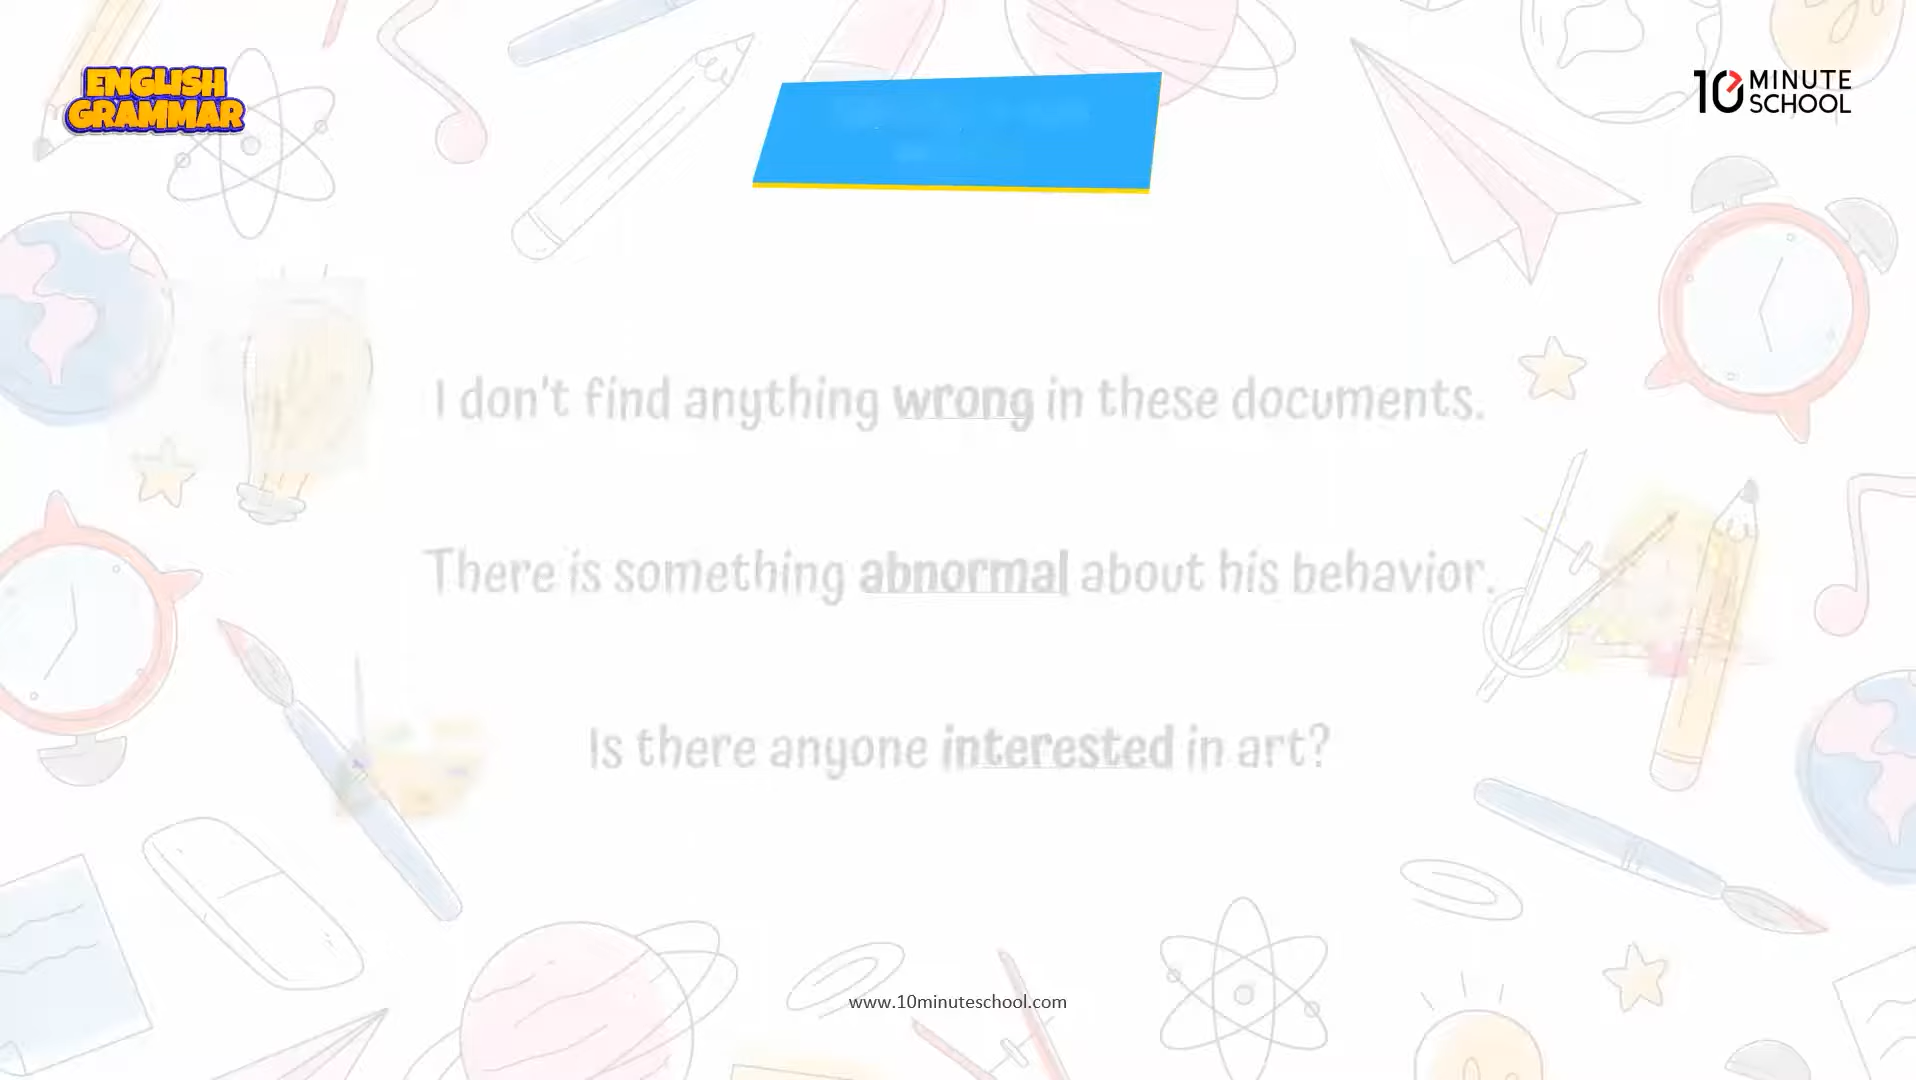 ENGLISH
GRAMMAR
10 MINUTE
SCHOOL
I don't find anything wrong in these documents.
There is something abnormal about his behavior.
Is there anyone interested in art?
www.10minuteschool.com